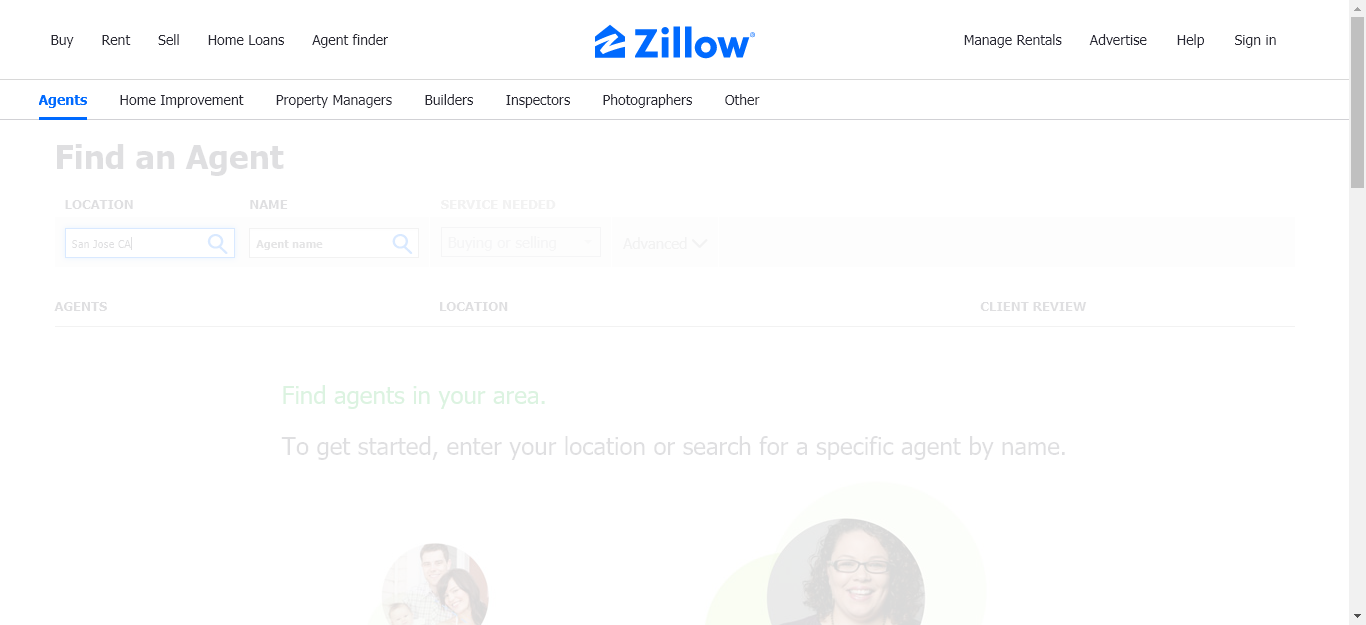 Buy Rent Sell Home Loans Agent finder Zillow® Manage Rentals Advertise Help Sign in
Agents Home Improvement Property Managers Builders Inspectors Photographers Other
Find an Agent
LOCATION NAME SERVICE NEEDED
San Jose CA Agent name Buying or selling Advanced
AGENTS LOCATION CLIENT REVIEW
Find agents in your area.
To get started, enter your location or search for a specific agent by name.